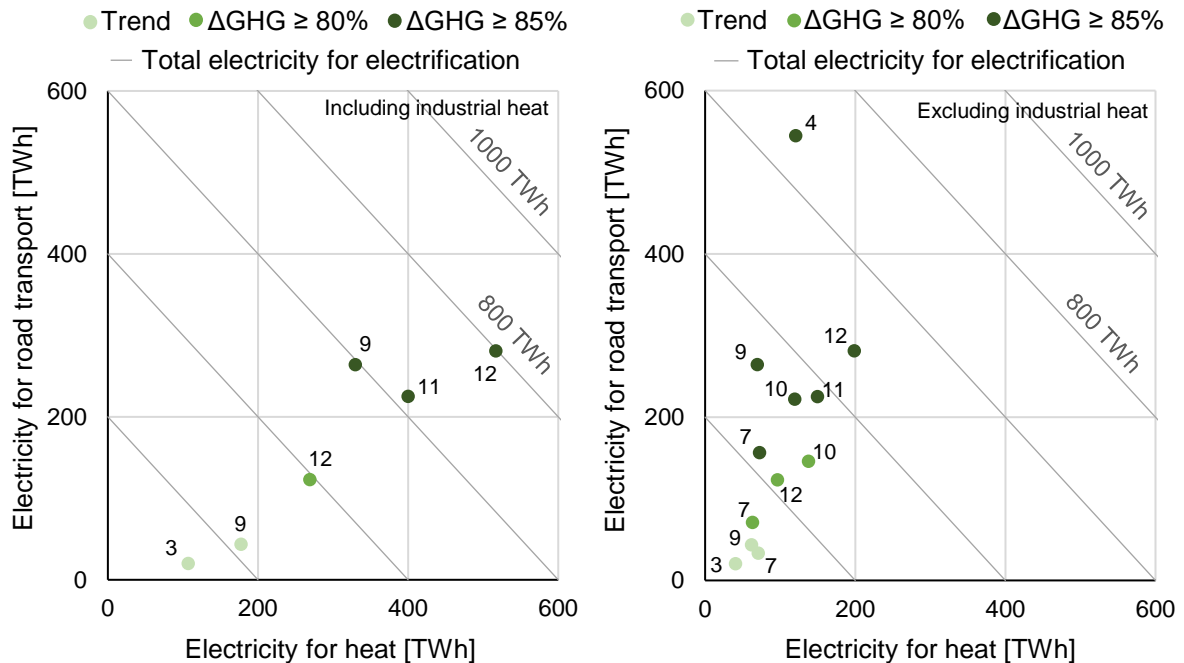 Trend ΔGHG ≥ 80% ΔGHG ≥ 85%
Total electricity for electrification
Including industrial heat
1000 TWh
800 TWh
600
400
200
0
0 200 400 600
9
12
11
12
9
3
Electricity for road transport [TWh]
Electricity for heat [TWh]
Trend ΔGHG ≥ 80% ΔGHG ≥ 85%
Total electricity for electrification
Excluding industrial heat
1000 TWh
800 TWh
600
400
200
0
0 200 400 600
4
12
9
10
11
7
10
12
7
9
3
7
Electricity for road transport [TWh]
Electricity for heat [TWh]